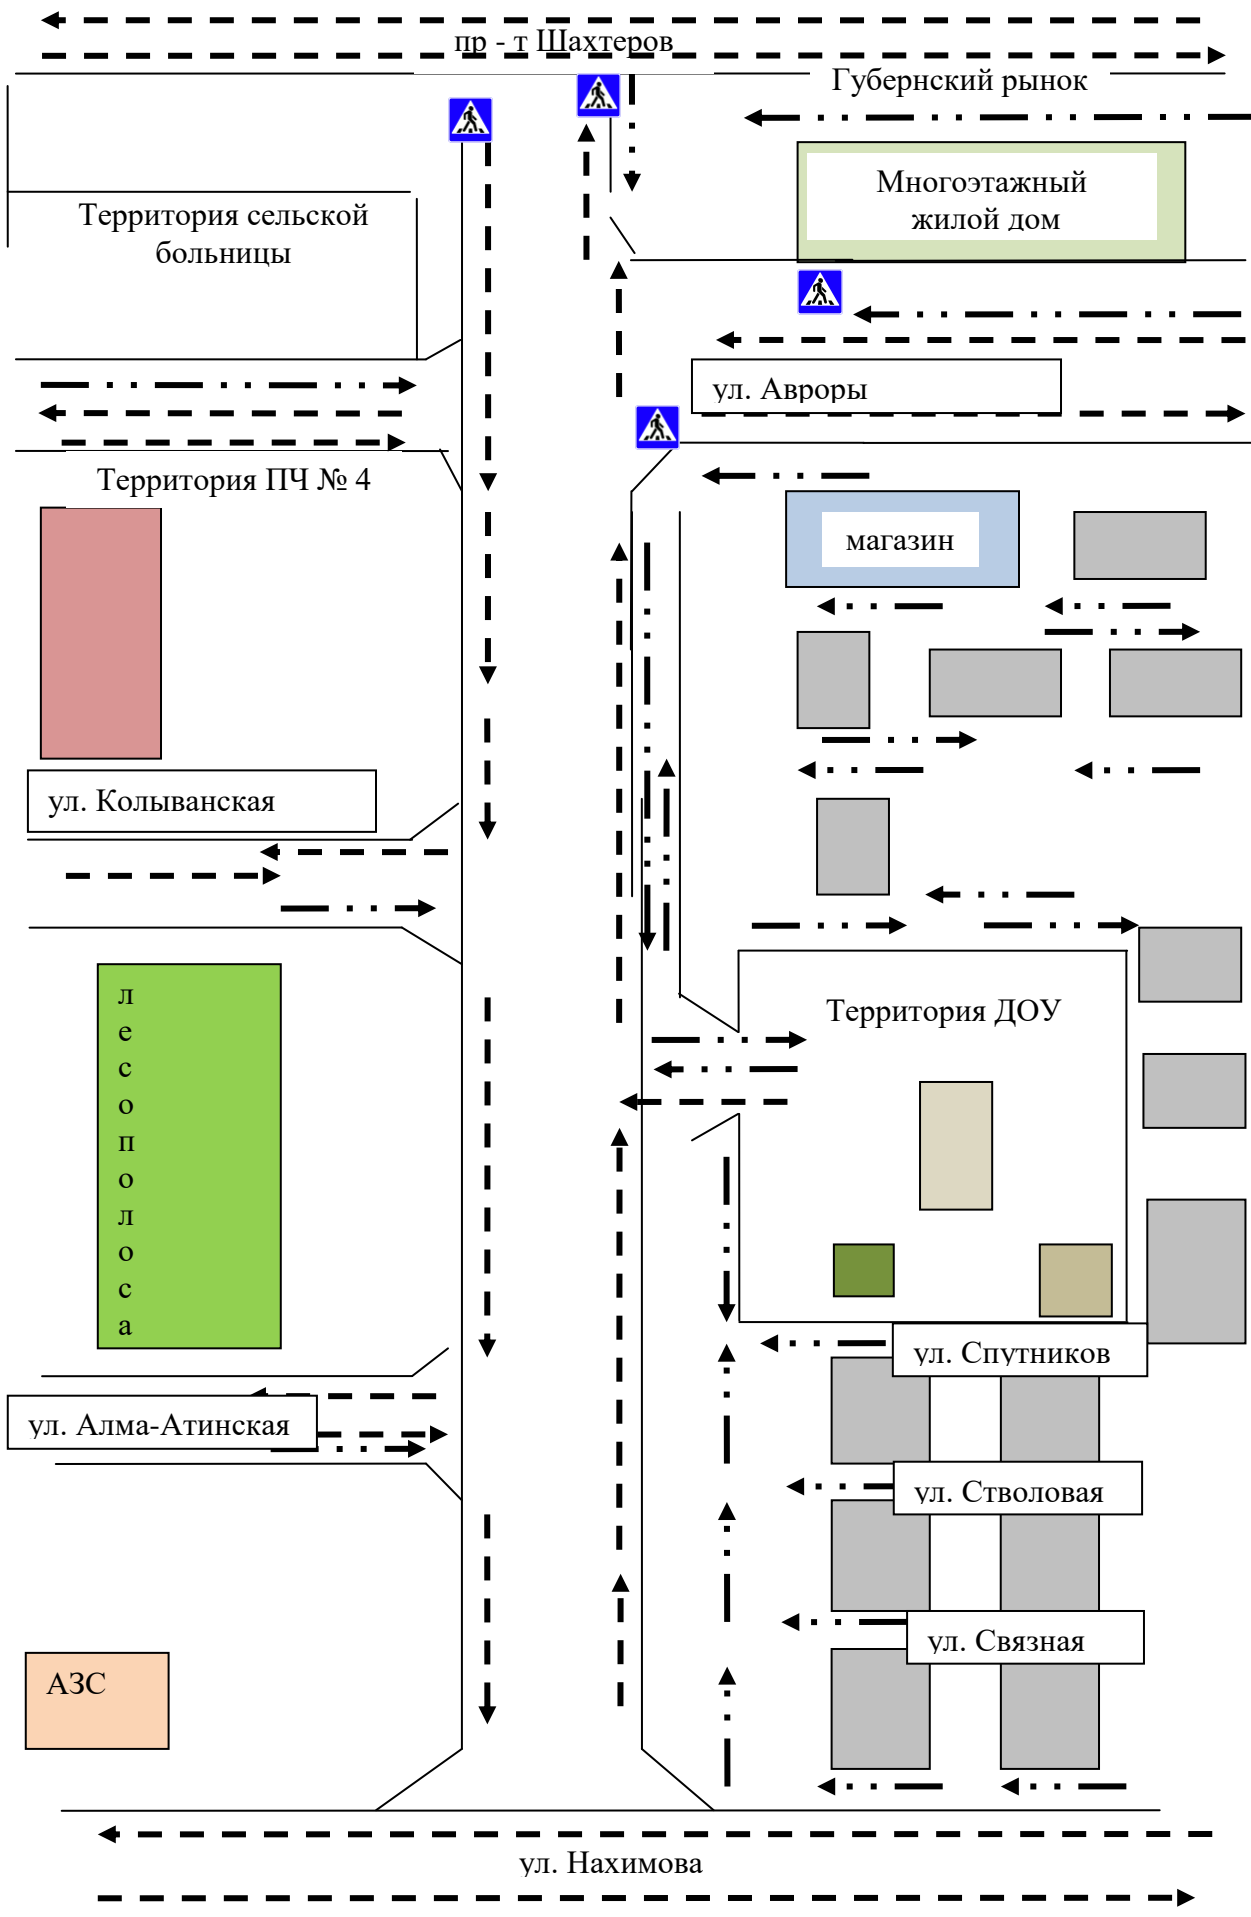 пр - т Шахтеров
Губернский рынок
Многоэтажный
жилой дом
Территория сельской
больницы
ул. Авроры
Территория ПЧ № 4
магазин
ул. Колыванская
л
е
с
о
п
о
л
о
с
а
Территория ДОУ
ул. Спутников
ул. Алма-Атинская
ул. Стволовая
ул. Связная
АЗС
ул. Нахимова